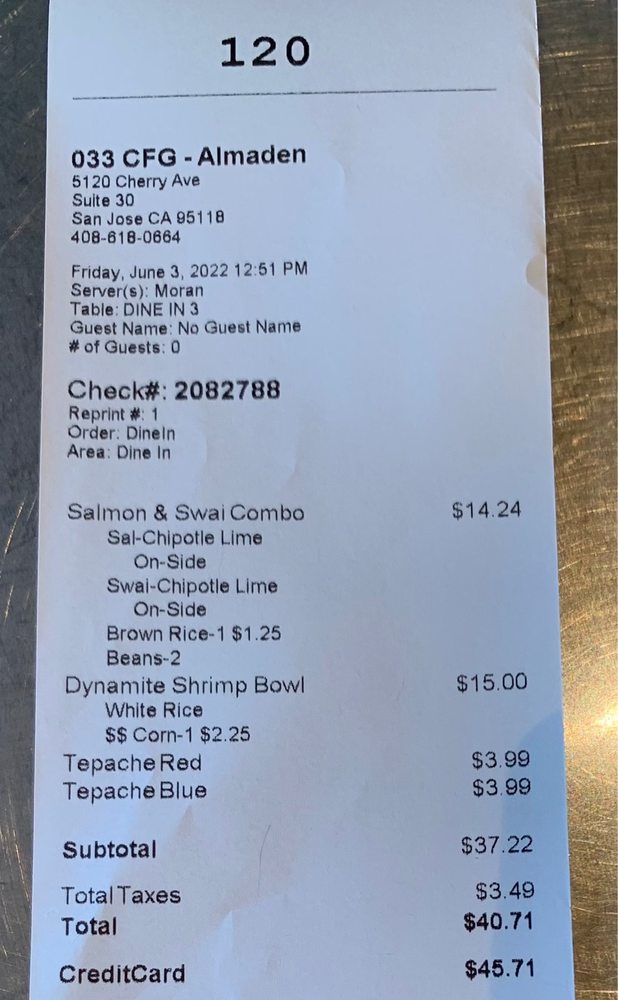 120
033 CFG - Almaden
5120 Cherry Ave
Suite 30
San Jose CA 95118
408-618-0664
Friday, June 3, 2022 12:51 PM
Server(s): Moran
Table: DINE IN 3
Guest Name: No Guest Name
# of Guests: 0
Check#: 2082788
Reprint #: 1
Order: DineIn
Area: Dine In
Salmon & Swai Combo $14.24
Sal-Chipotle Lime
On-Side
Swai-Chipotle Lime
On-Side
Brown Rice-1 $1.25
Beans-2
Dynamite Shrimp Bowl $15.00
White Rice
$$ Corn-1 $2.25
Tepache Red $3.99
Tepache Blue $3.99
Subtotal $37.22
Total Taxes $3.49
Total $40.71
CreditCard $45.71